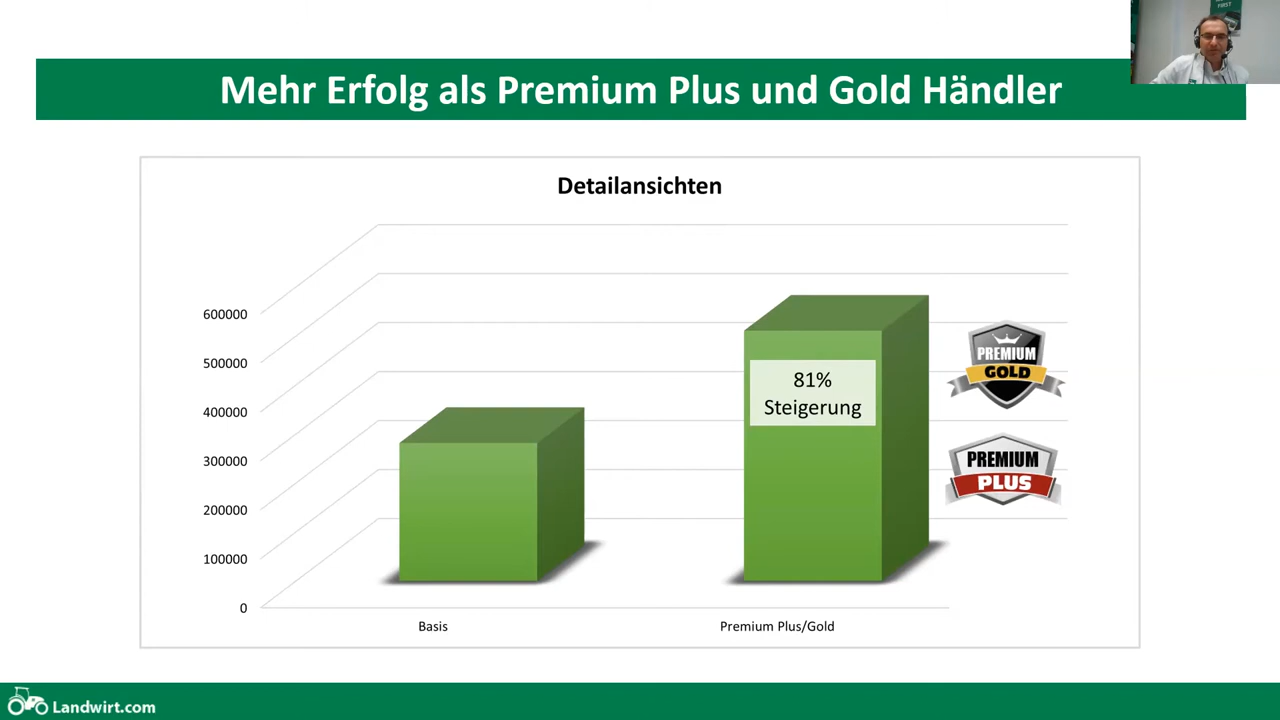 FIRST
Mehr Erfolg als Premium Plus und Gold Händler
Detailansichten
600000
500000
400000
300000
200000
100000
0
81%
Steigerung
PREMIUM
GOLD
PREMIUM
PLUS
Basis
Premium Plus/Gold
Landwirt.com